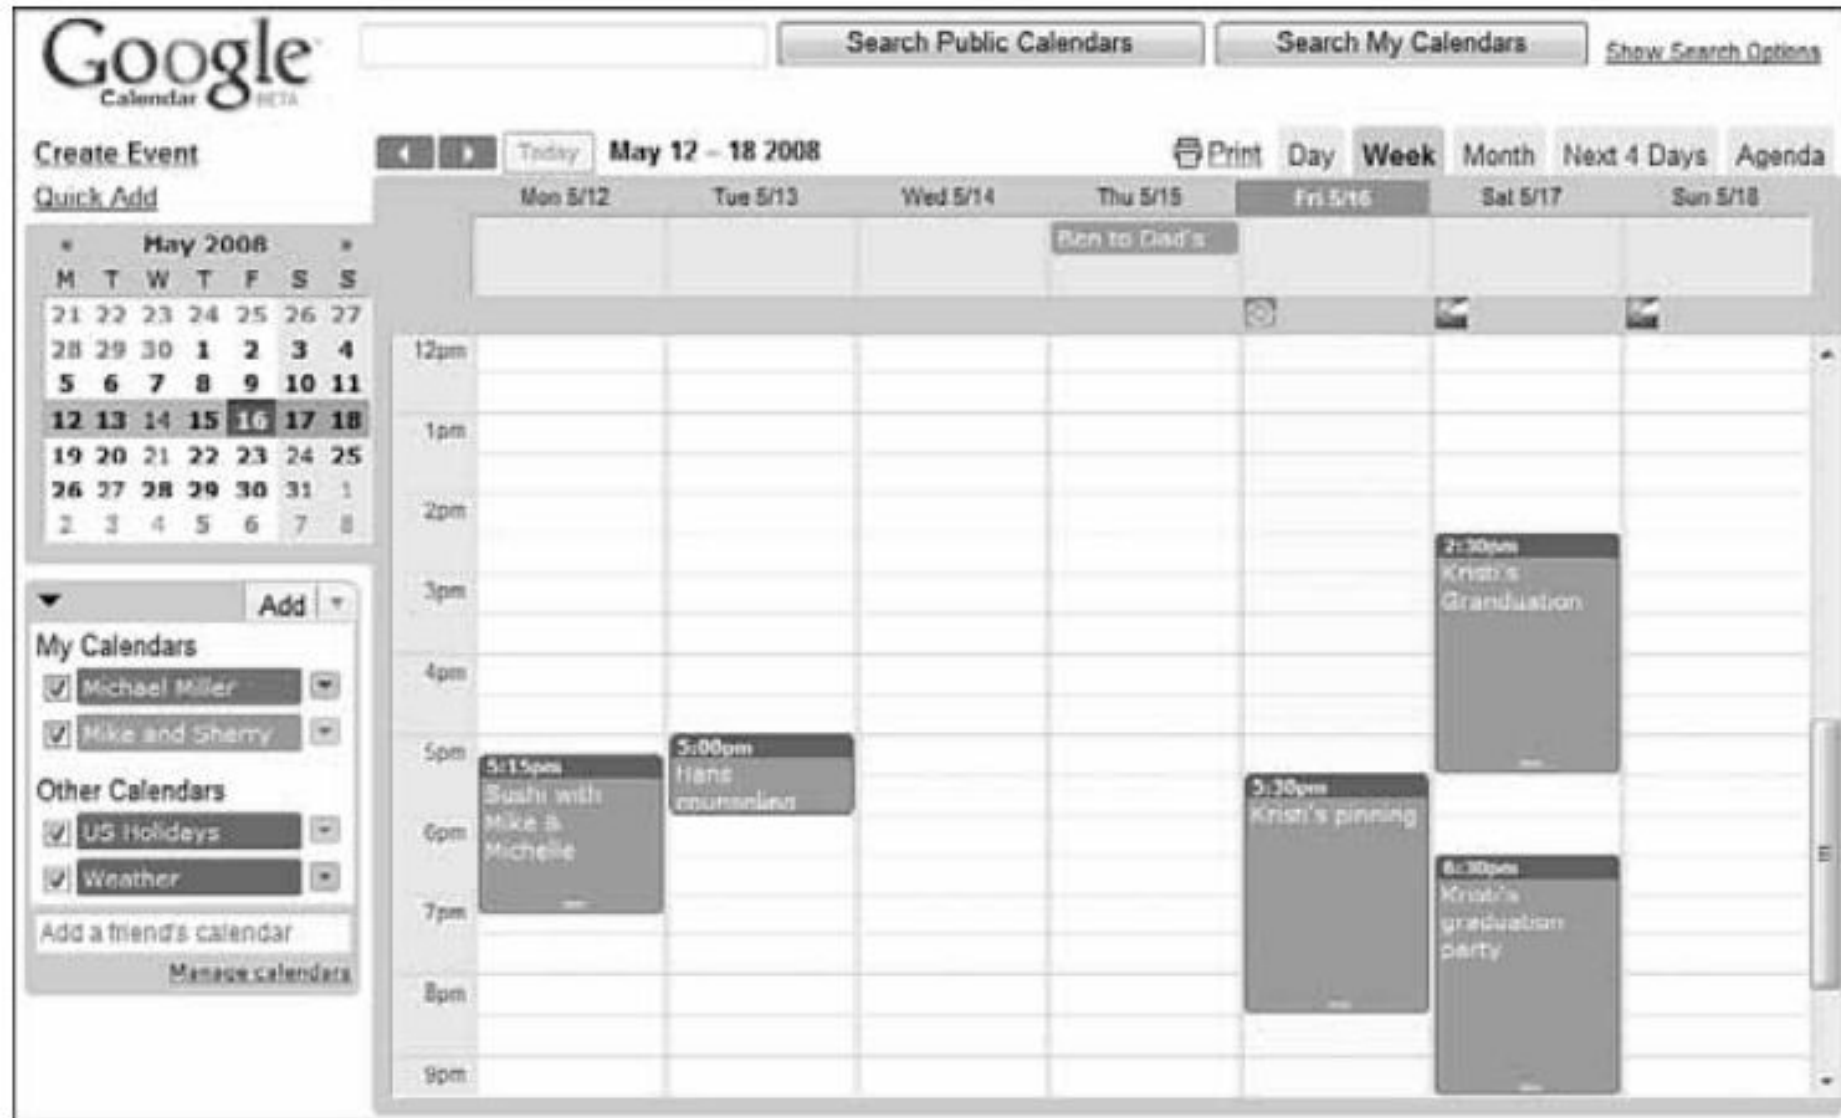 Google
Calendar BETA
Search Public Calendars
Search My Calendars
Show Search Options
Create Event
Quick Add
Today
May 12 – 18 2008
Print
Day
Week
Month
Next 4 Days
Agenda
« May 2008 »
M T W T F S S
21 22 23 24 25 26 27
28 29 30 1 2 3 4
5 6 7 8 9 10 11
12 13 14 15 16 17 18
19 20 21 22 23 24 25
26 27 28 29 30 31 1
2 3 4 5 6 7 8
Add
My Calendars
Michael Miller
Mike and Sherry
Other Calendars
US Holidays
Weather
Add a friend's calendar
Manage calendars
Mon 5/12 Tue 5/13 Wed 5/14 Thu 5/15 Fri 5/16 Sat 5/17 Sun 5/18
Ben to Dad's
12pm
1pm
2pm
3pm
4pm
5pm
6pm
7pm
8pm
9pm
5:15pm
Sushi with
Mike &
Michelle
5:00pm
Hans
counseling
5:30pm
Kristi's pinning
2:30pm
Kristi's
Granduation
6:30pm
Kristi's
graduation
party